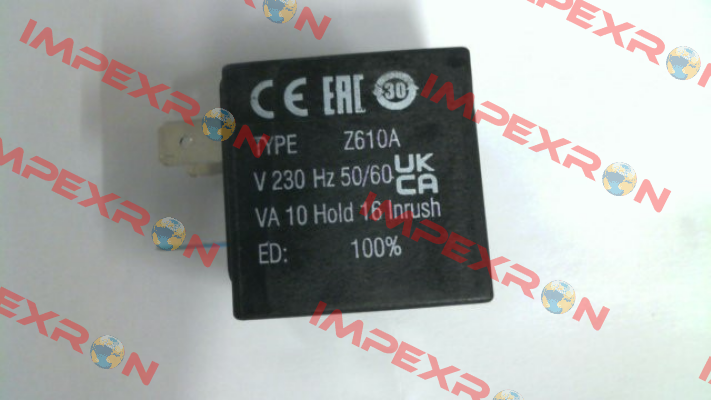 CE EAC 30
TYPE Z610A
V 230 Hz 50/60 UK CA
VA 10 Hold 16 Inrush
ED: 100%
IMPEXRON
IMPEXRON
IMPEXRON
IMPEXRON
IMPEXRON
IMPEXRON